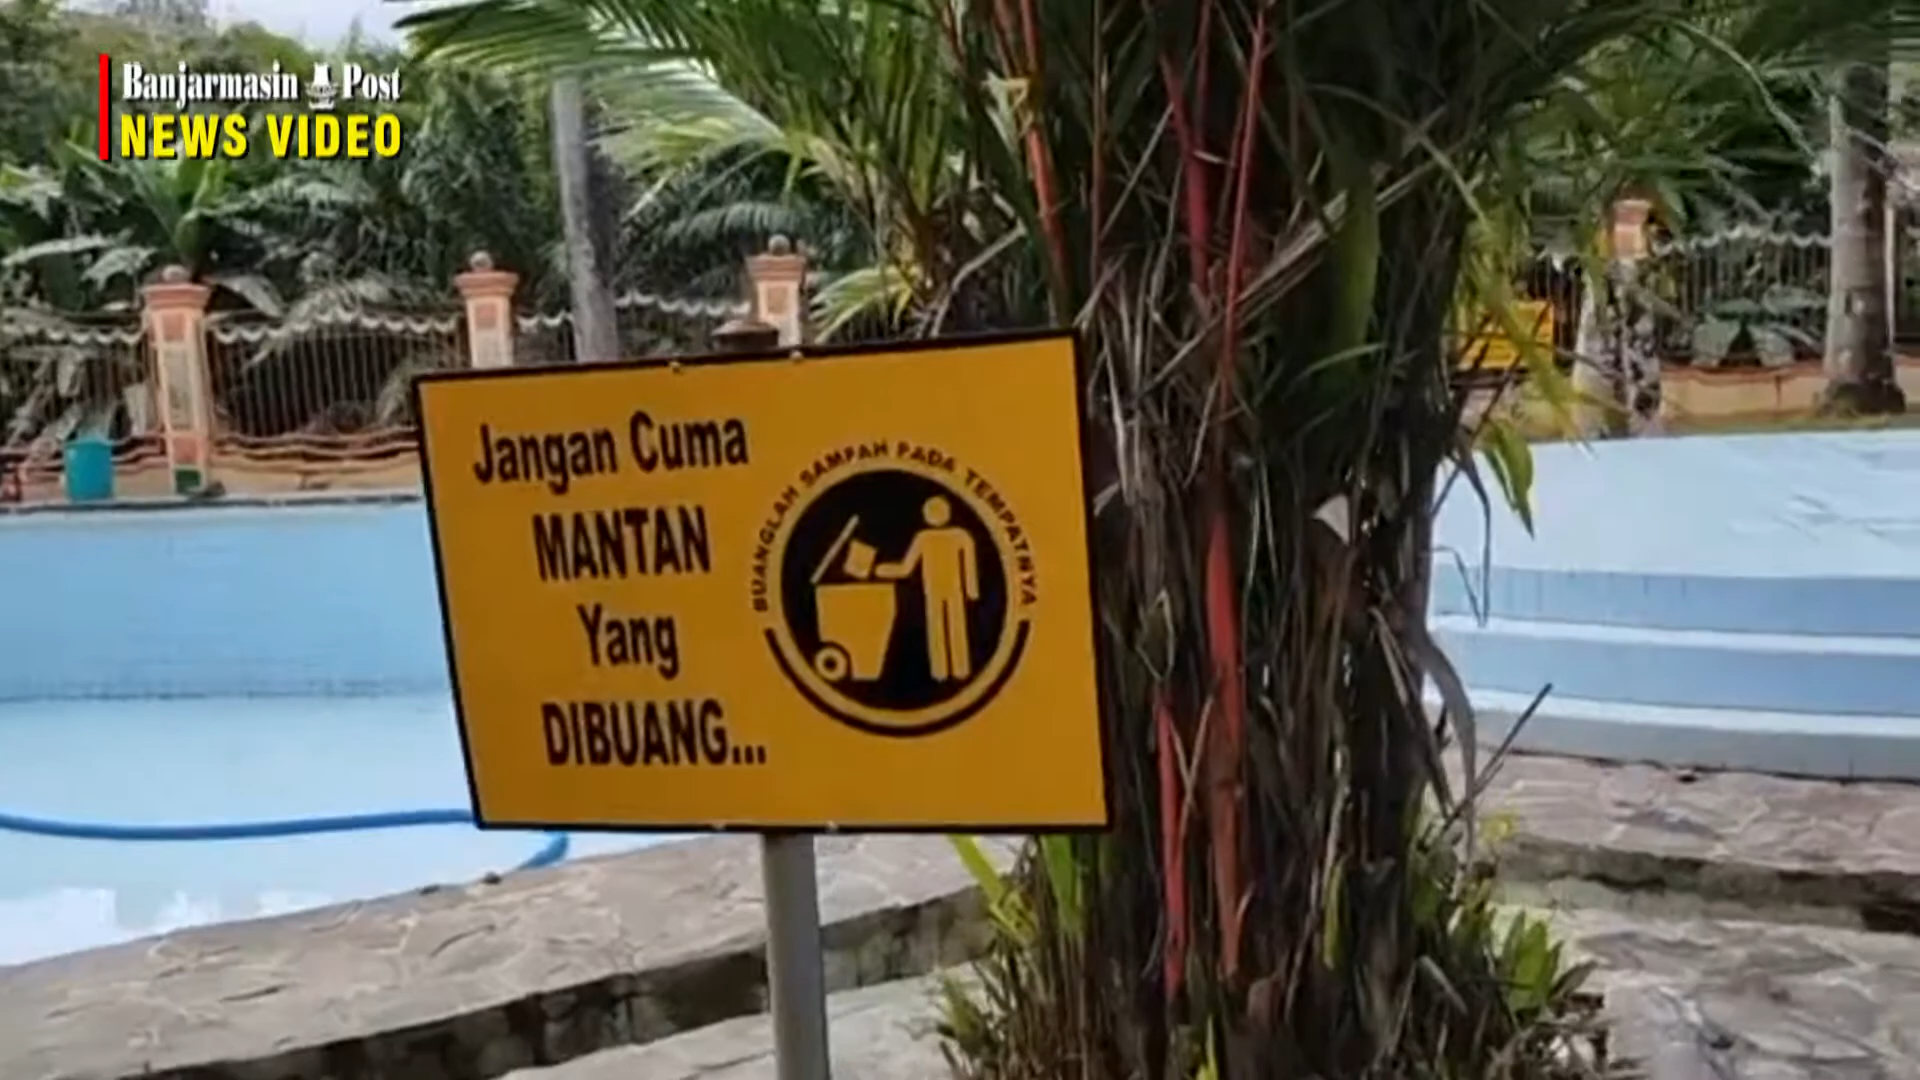 Banjarmasin Post
NEWS VIDEO
Jangan Cuma
MANTAN
Yang
DIBUANG...
BUANGLAH SAMPAH PADA TEMPATNYA